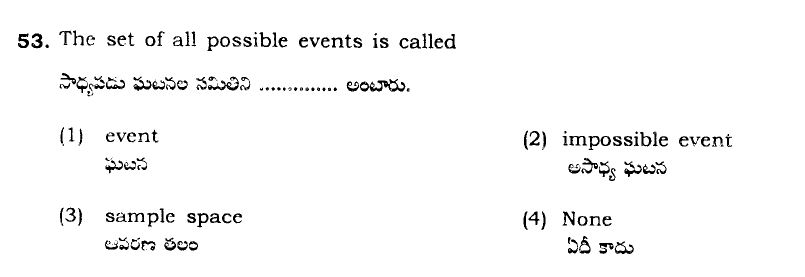 53. The set of all possible events is called
సాధ్యపడు ఘటనల సమితిని .............. అంటారు.
(1) event
ఘటన
(2) impossible event
అసాధ్య ఘటన
(3) sample space
ఆవరణ తలం
(4) None
ఏదీ కాదు